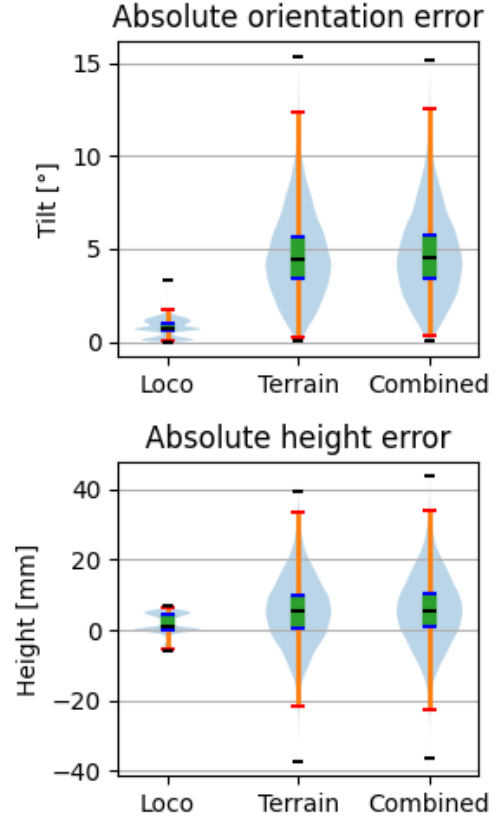 Absolute orientation error
15
10
5
0
Tilt [°]
Loco Terrain Combined
Absolute height error
40
20
0
−20
−40
Height [mm]
Loco Terrain Combined